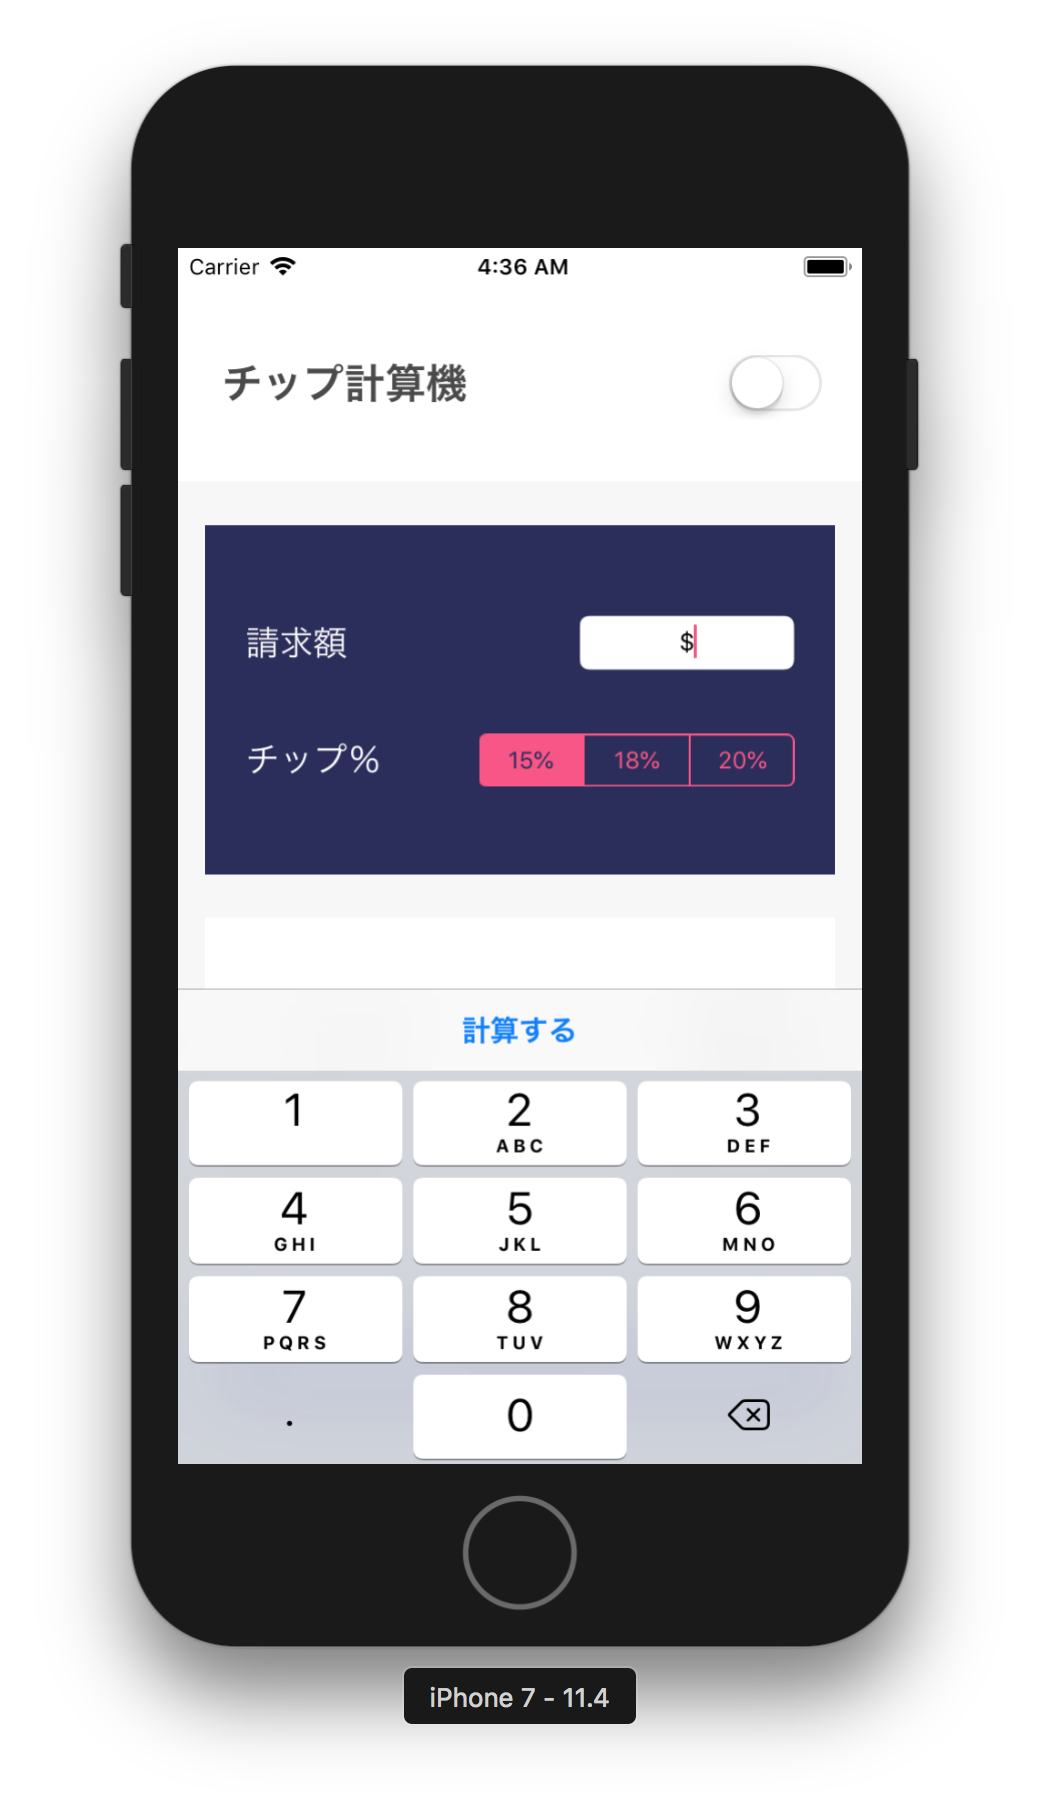 Carrier 4:36 AM
チップ計算機
請求額 $
チップ% 15% 18% 20%
計算する
1 2 3
ABC DEF
4 5 6
GHI JKL MNO
7 8 9
PQRS TUV WXYZ
. 0
iPhone 7 - 11.4